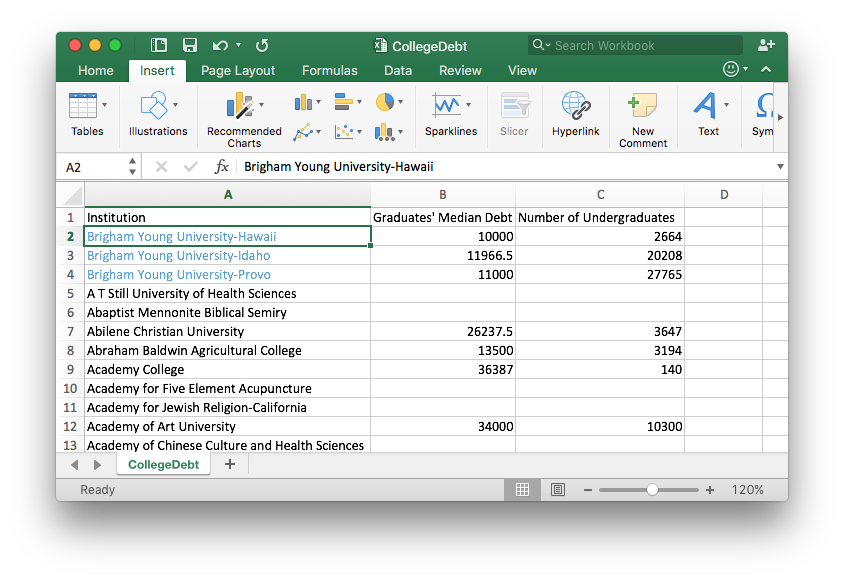 CollegeDebt
Search Workbook
Home Insert Page Layout Formulas Data Review View
Tables Illustrations Recommended Charts Sparklines Slicer Hyperlink New Comment Text Sym
A2 fx Brigham Young University-Hawaii
A B C D
1 Institution Graduates' Median Debt Number of Undergraduates
2 Brigham Young University-Hawaii 10000 2664
3 Brigham Young University-Idaho 11966.5 20208
4 Brigham Young University-Provo 11000 27765
5 A T Still University of Health Sciences
6 Abaptist Mennonite Biblical Semiry
7 Abilene Christian University 26237.5 3647
8 Abraham Baldwin Agricultural College 13500 3194
9 Academy College 36387 140
10 Academy for Five Element Acupuncture
11 Academy for Jewish Religion-California
12 Academy of Art University 34000 10300
13 Academy of Chinese Culture and Health Sciences
CollegeDebt +
Ready 120%